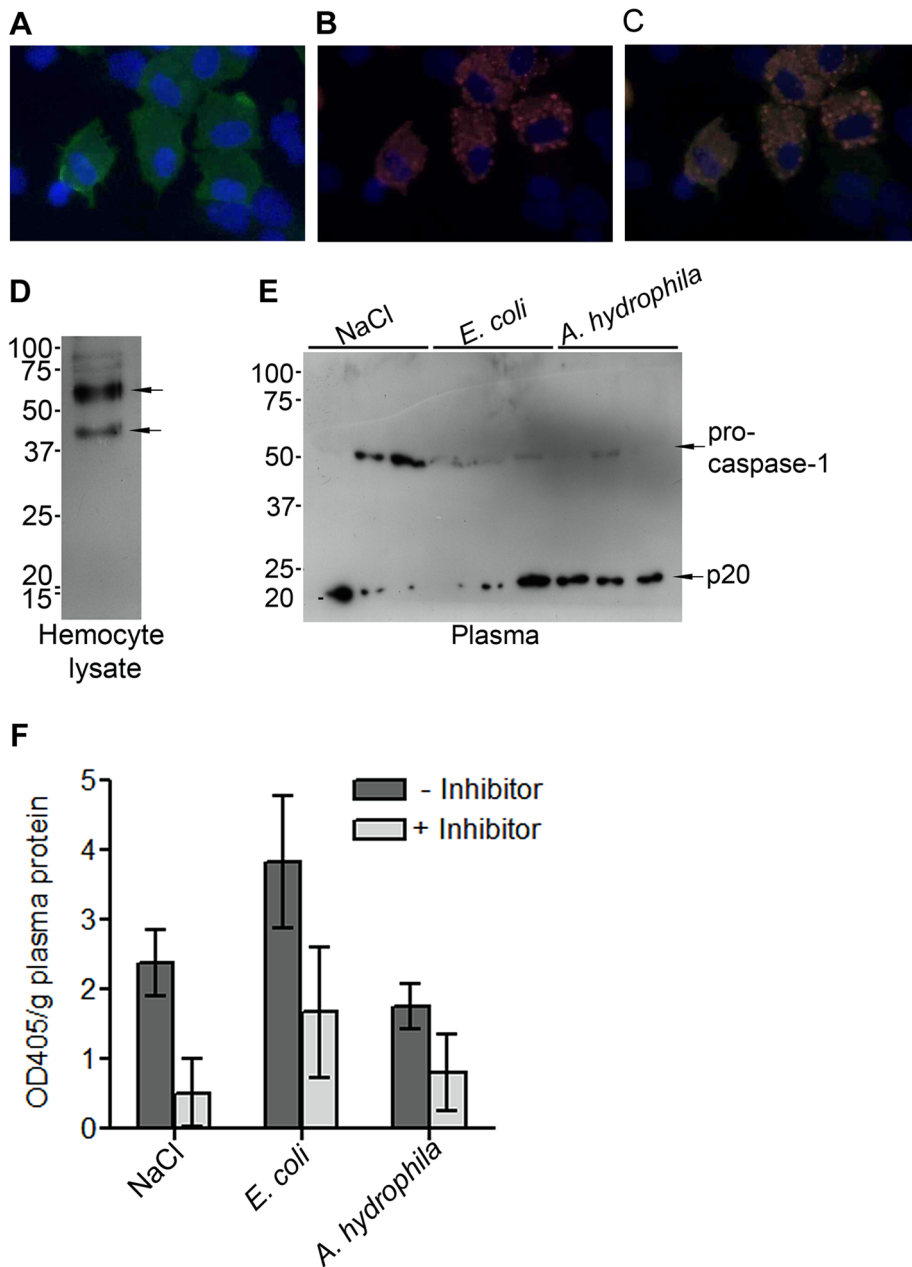 A
B
C
D
E
NaCl
E. coli
A. hydrophila
100
75
50
37
25
20
15
Hemocyte
lysate
100
75
50
37
25
20
pro-
caspase-1
p20
Plasma
F
OD405/g plasma protein
5
4
3
2
1
0
- Inhibitor
+ Inhibitor
NaCl
E. coli
A. hydrophila